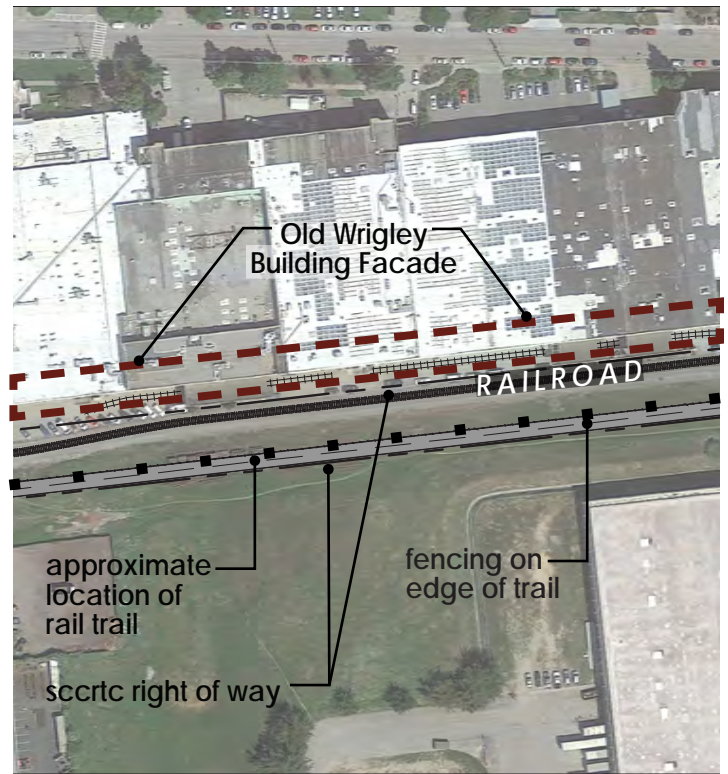 Old Wrigley
Building Facade
RAILROAD
approximate
location of
rail trail
fencing on
edge of trail
sccrtc right of way